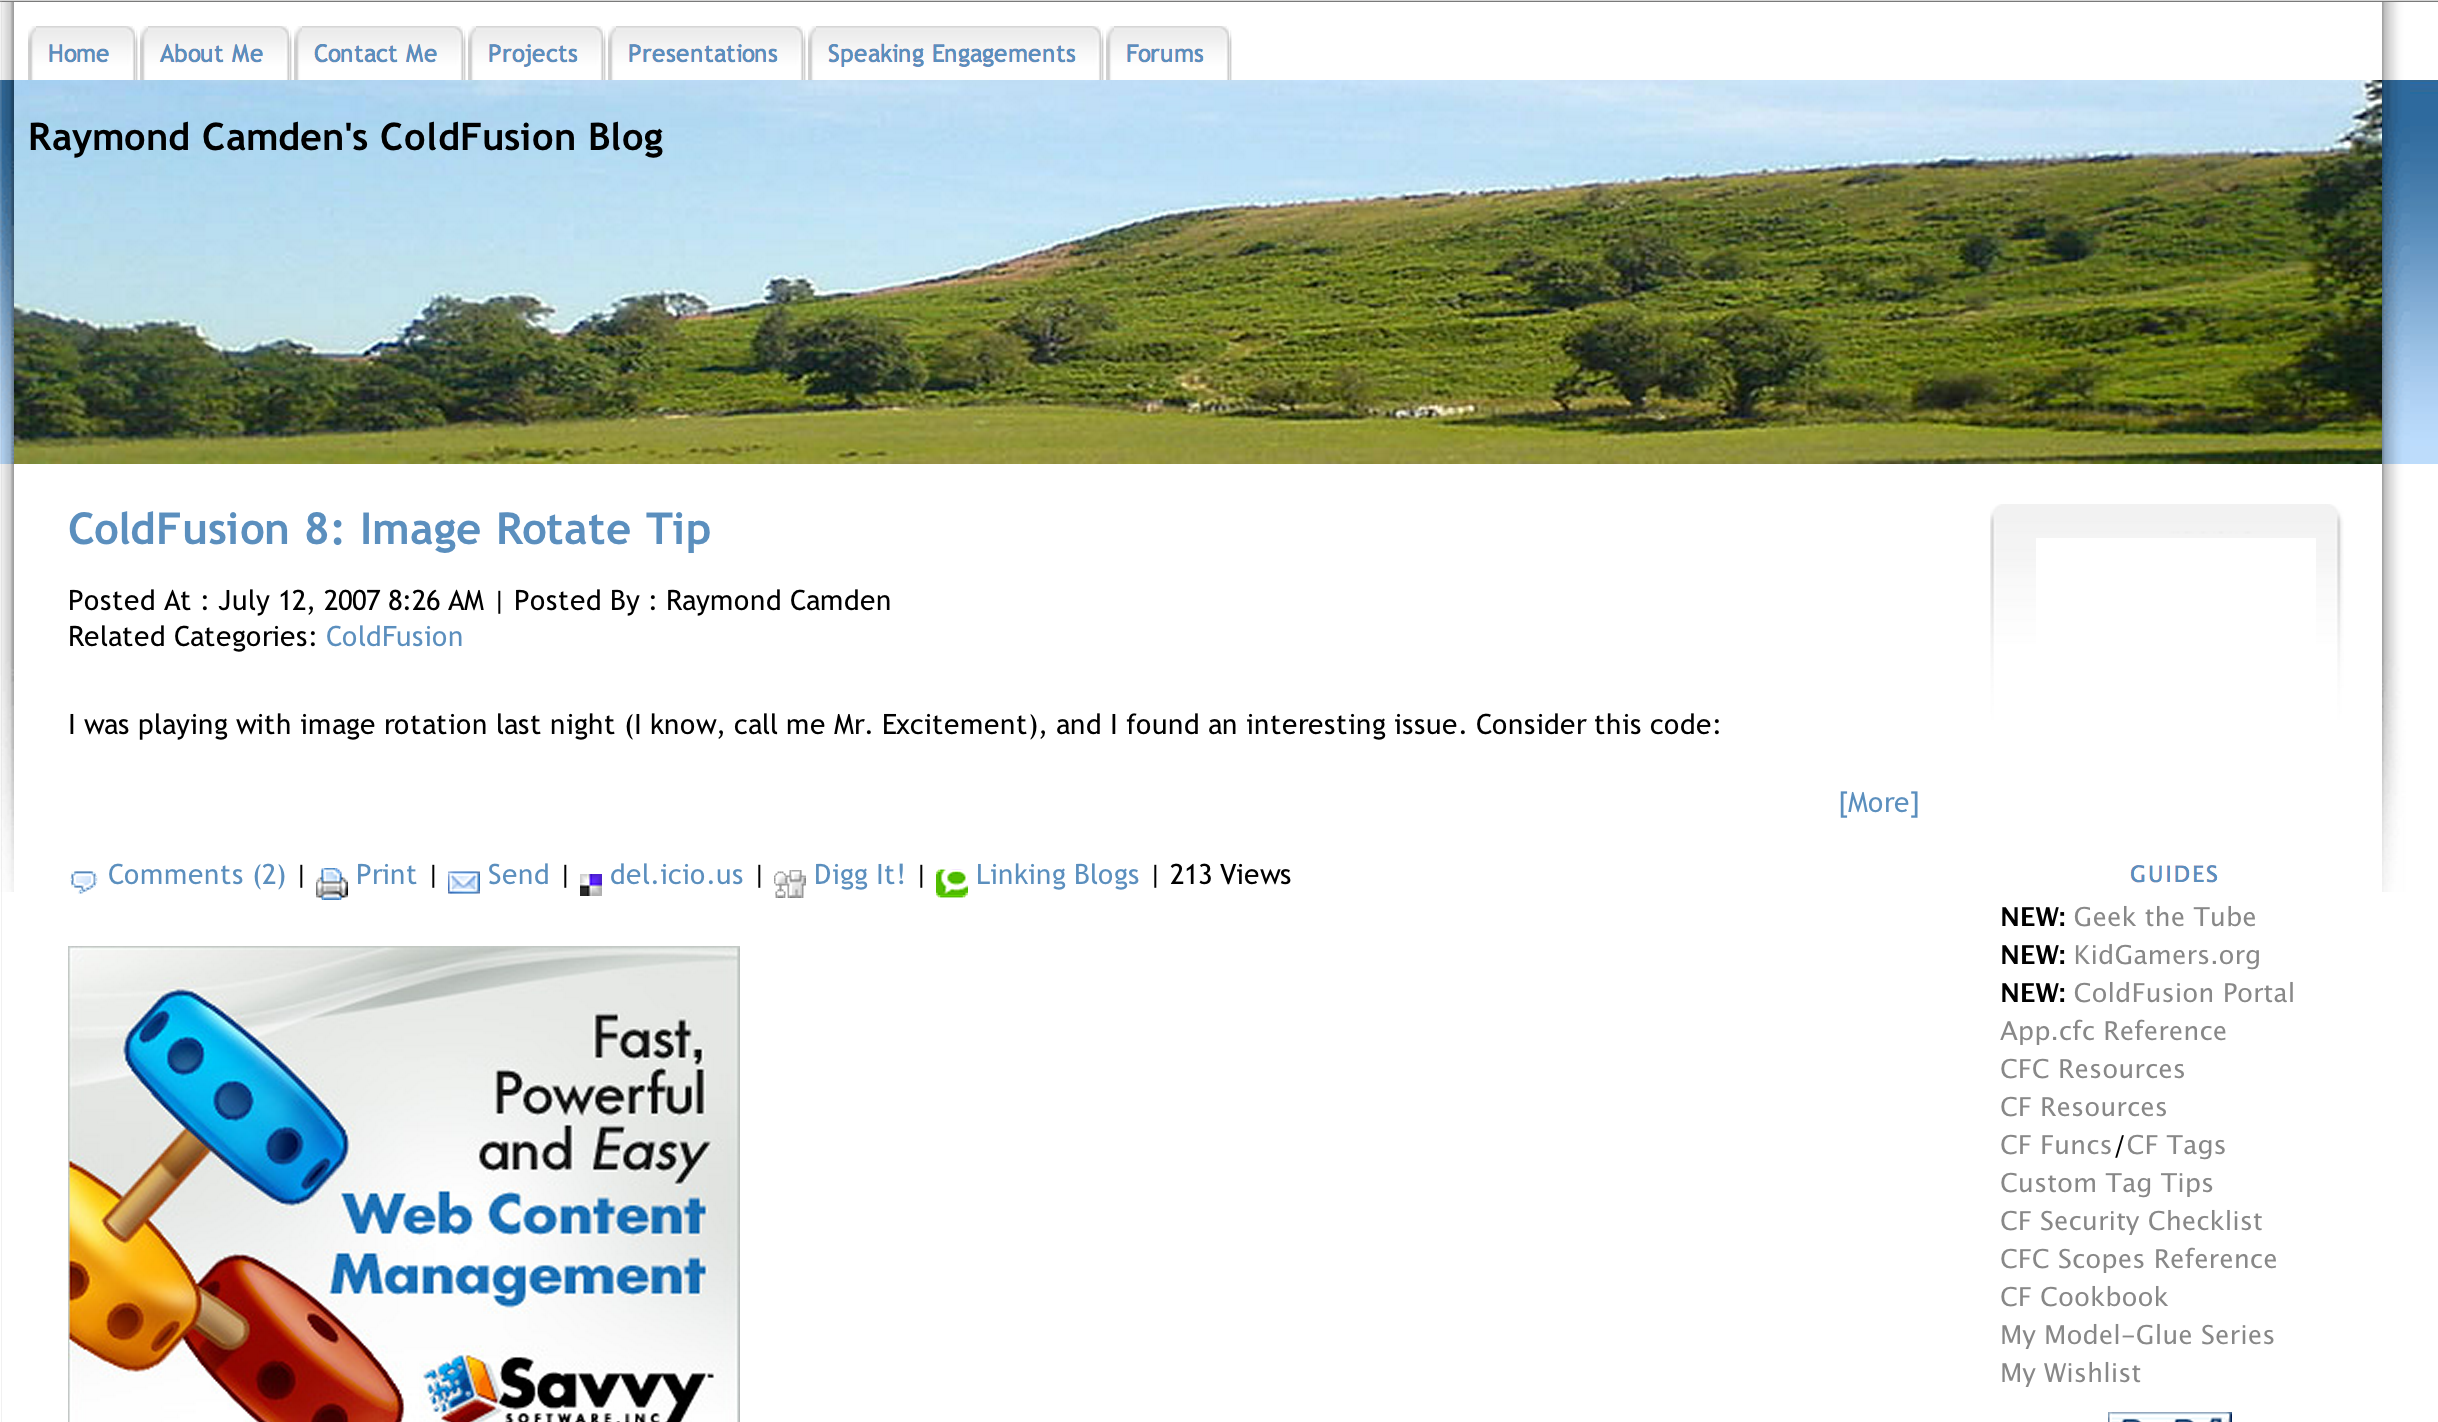 Home About Me Contact Me Projects Presentations Speaking Engagements Forums
Raymond Camden's ColdFusion Blog
ColdFusion 8: Image Rotate Tip
Posted At : July 12, 2007 8:26 AM | Posted By : Raymond Camden
Related Categories: ColdFusion
I was playing with image rotation last night (I know, call me Mr. Excitement), and I found an interesting issue. Consider this code:
[More]
Comments (2) | Print | Send | del.icio.us | Digg It! | Linking Blogs | 213 Views
Fast,
Powerful
and Easy
Web Content
Management
Savvy
SOFTWARE, INC
GUIDES
NEW: Geek the Tube
NEW: KidGamers.org
NEW: ColdFusion Portal
App.cfc Reference
CFC Resources
CF Resources
CF Funcs/CF Tags
Custom Tag Tips
CF Security Checklist
CFC Scopes Reference
CF Cookbook
My Model-Glue Series
My Wishlist